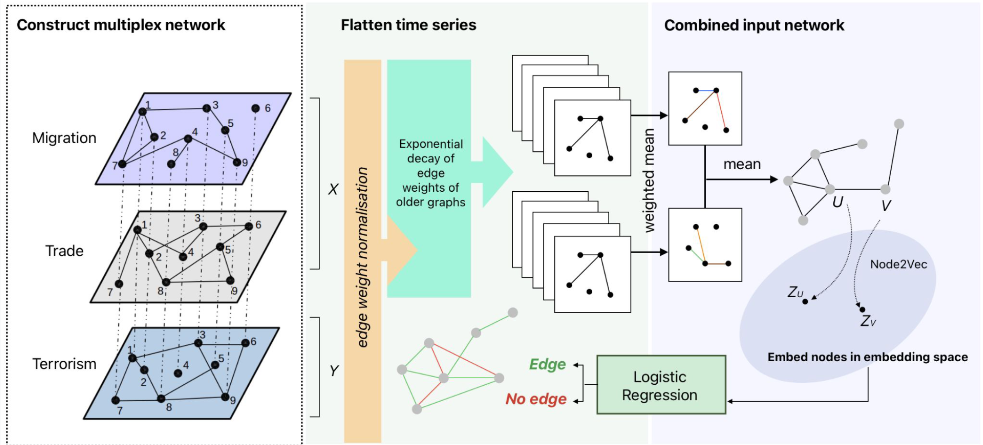 Construct multiplex network
Flatten time series
Combined input network
Migration
1
2
3
4
5
6
7
8
9
Trade
1
2
3
4
5
6
7
8
9
Terrorism
1
2
3
4
5
6
7
8
9
X
Y
edge weight normalisation
Exponential
decay of
edge
weights of
older graphs
weighted mean
mean
U
V
Node2Vec
ZU
ZV
Embed nodes in embedding space
Logistic
Regression
Edge
No edge